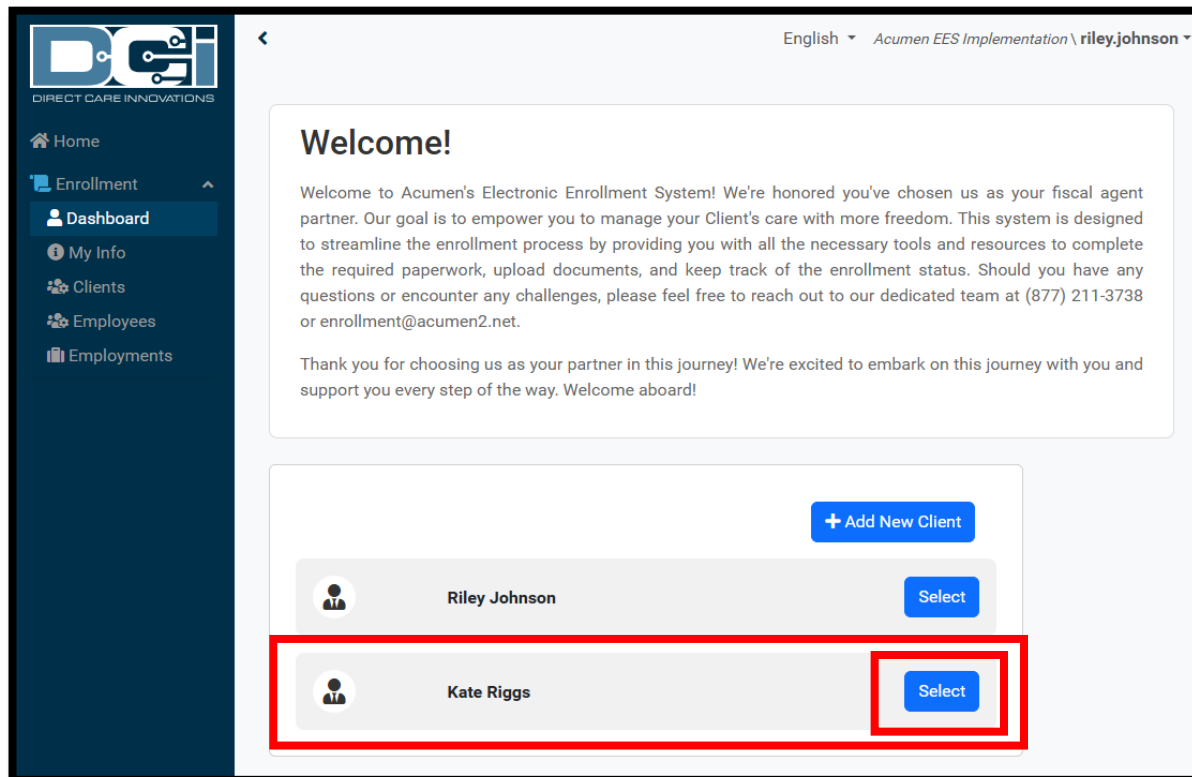 DCi
DIRECT CARE INNOVATIONS
English
Acumen EES Implementation \ riley.johnson
Home
Enrollment
Dashboard
My Info
Clients
Employees
Employments
Welcome!
Welcome to Acumen's Electronic Enrollment System! We're honored you've chosen us as your fiscal agent
partner. Our goal is to empower you to manage your Client's care with more freedom. This system is designed
to streamline the enrollment process by providing you with all the necessary tools and resources to complete
the required paperwork, upload documents, and keep track of the enrollment status. Should you have any
questions or encounter any challenges, please feel free to reach out to our dedicated team at (877) 211-3738
or enrollment@acumen2.net.
Thank you for choosing us as your partner in this journey! We're excited to embark on this journey with you and
support you every step of the way. Welcome aboard!
+ Add New Client
Riley Johnson
Select
Kate Riggs
Select